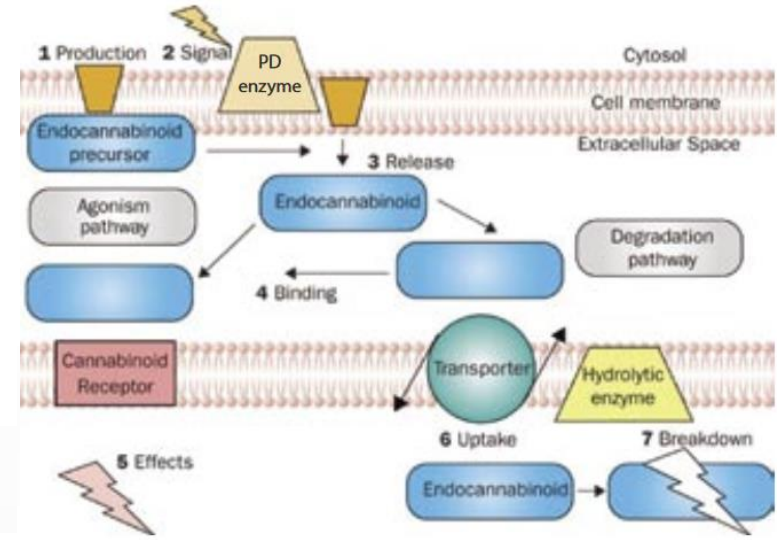 1 Production
2 Signal
PD
enzyme
Cytosol
Cell membrane
Extracellular Space
Endocannabinoid
precursor
3 Release
Agonism
pathway
Endocannabinoid
Degradation
pathway
4 Binding
Cannabinoid
Receptor
Transporter
Hydrolytic
enzyme
5 Effects
6 Uptake
7 Breakdown
Endocannabinoid